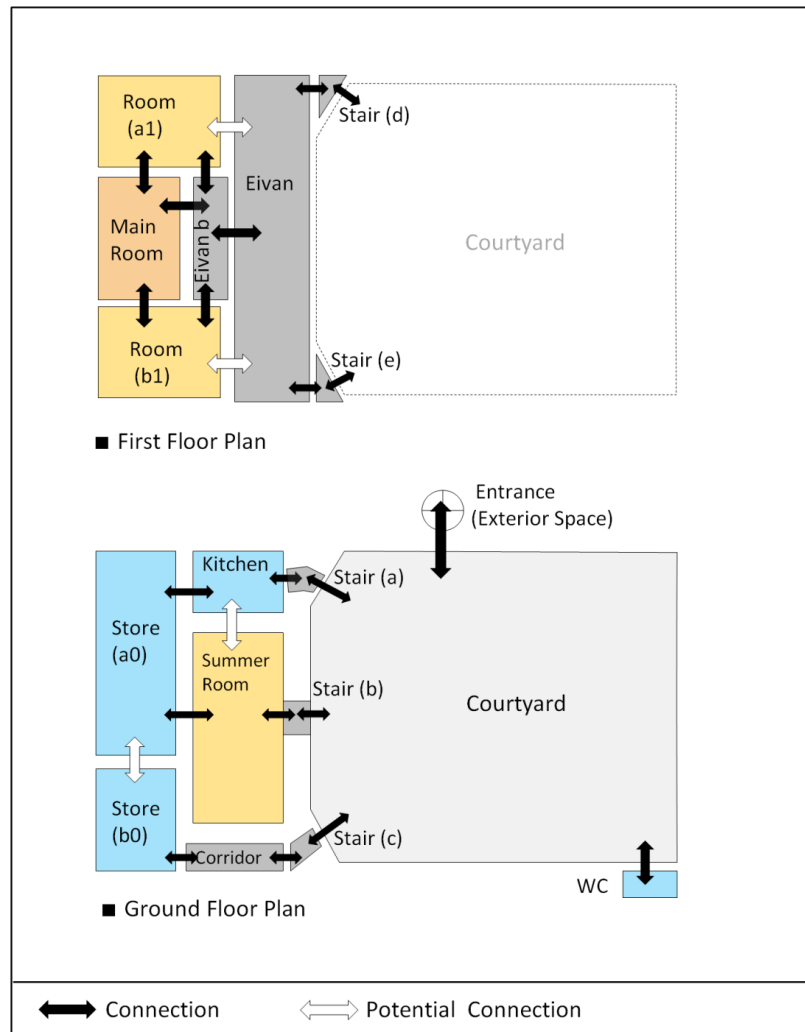 Room
(a1)
Stair (d)
Eivan
Main
Room
Eivan b
Courtyard
Room
(b1)
Stair (e)
■ First Floor Plan
Entrance
(Exterior Space)
Kitchen
Stair (a)
Store
(a0)
Summer
Room
Stair (b)
Courtyard
Store
(b0)
Stair (c)
Corridor
WC
■ Ground Floor Plan
Connection
Potential Connection